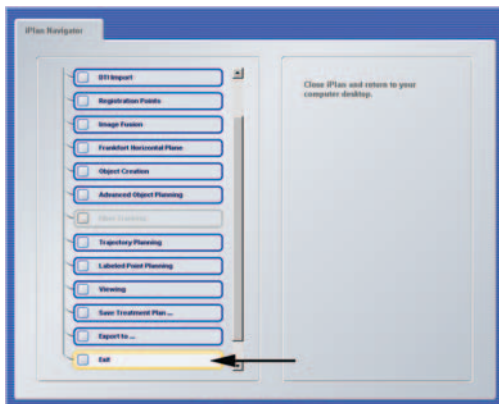 iPlan Navigator
DTI Import
Registration Points
Image Fusion
Frankfort Horizontal Plane
Object Creation
Advanced Object Planning
Trajectory Planning
Labeled Point Planning
Viewing
Save Treatment Plan ...
Export to ...
Exit
Close iPlan and return to your
computer desktop.